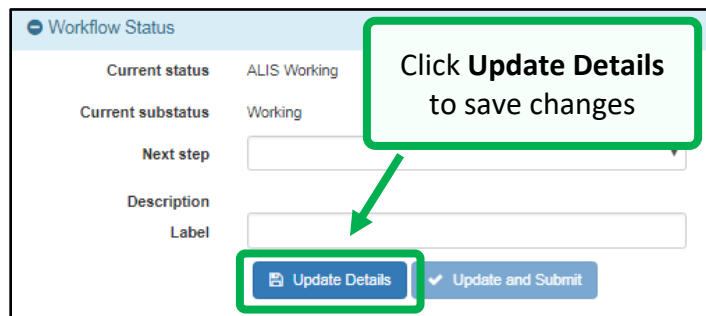 Workflow Status
Click Update Details
to save changes
Current status ALIS Working
Current substatus Working
Next step
Description
Label
Update Details Update and Submit